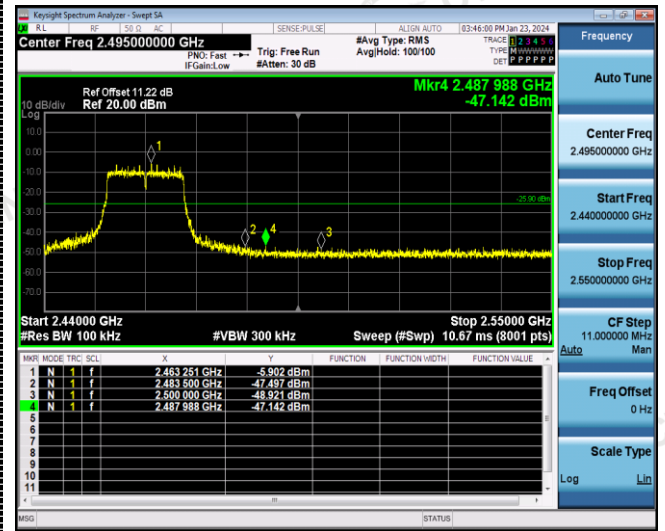 Keysight Spectrum Analyzer - Swept SA
RL RF 50 Ω AC SENSE:PULSE ALIGN AUTO 03:46:00 PM Jan 23, 2024
Center Freq 2.495000000 GHz
PNO: Fast
IFGain:Low
Trig: Free Run
#Atten: 30 dB
#Avg Type: RMS
Avg|Hold: 100/100
TRACE 1 2 3 4 5 6
TYPE M W W W W W
DET P P P P P P
Frequency
Ref Offset 11.22 dB
10 dB/div Ref 20.00 dBm
Log
Mkr4 2.487 988 GHz
-47.142 dBm
10.0
0.00
-10.0
-20.0
-30.0
-40.0
-50.0
-60.0
-70.0
1
2
4
3
-25.90 dBm
Start 2.44000 GHz
Stop 2.55000 GHz
#Res BW 100 kHz #VBW 300 kHz Sweep (#Swp) 10.67 ms (8001 pts)
MKR MODE TRC SCL X Y FUNCTION FUNCTION WIDTH FUNCTION VALUE
1 N 1 f 2.463 251 GHz -5.902 dBm
2 N 1 f 2.483 500 GHz -47.497 dBm
3 N 1 f 2.500 000 GHz -48.921 dBm
4 N 1 f 2.487 988 GHz -47.142 dBm
5
6
7
8
9
10
11
MSG STATUS
Auto Tune
Center Freq
2.495000000 GHz
Start Freq
2.440000000 GHz
Stop Freq
2.550000000 GHz
CF Step
11.000000 MHz
Auto Man
Freq Offset
0 Hz
Scale Type
Log Lin